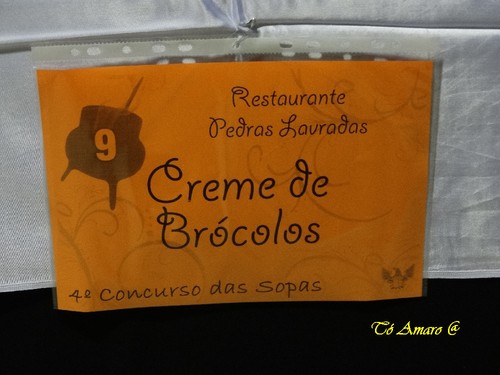 9
Restaurante
Pedras Lavradas
Creme de
Brócolos
4º Concurso das Sopas
Tó Amaro @